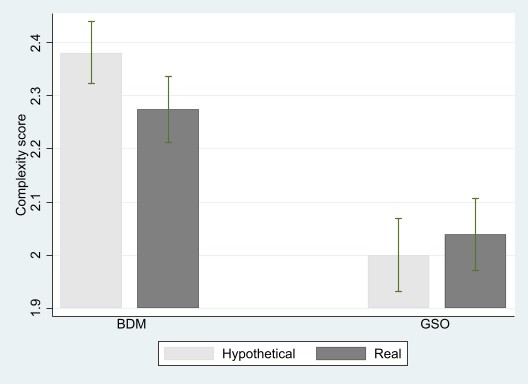 Complexity score
2.4
2.3
2.2
2.1
2
1.9
BDM GSO
Hypothetical Real